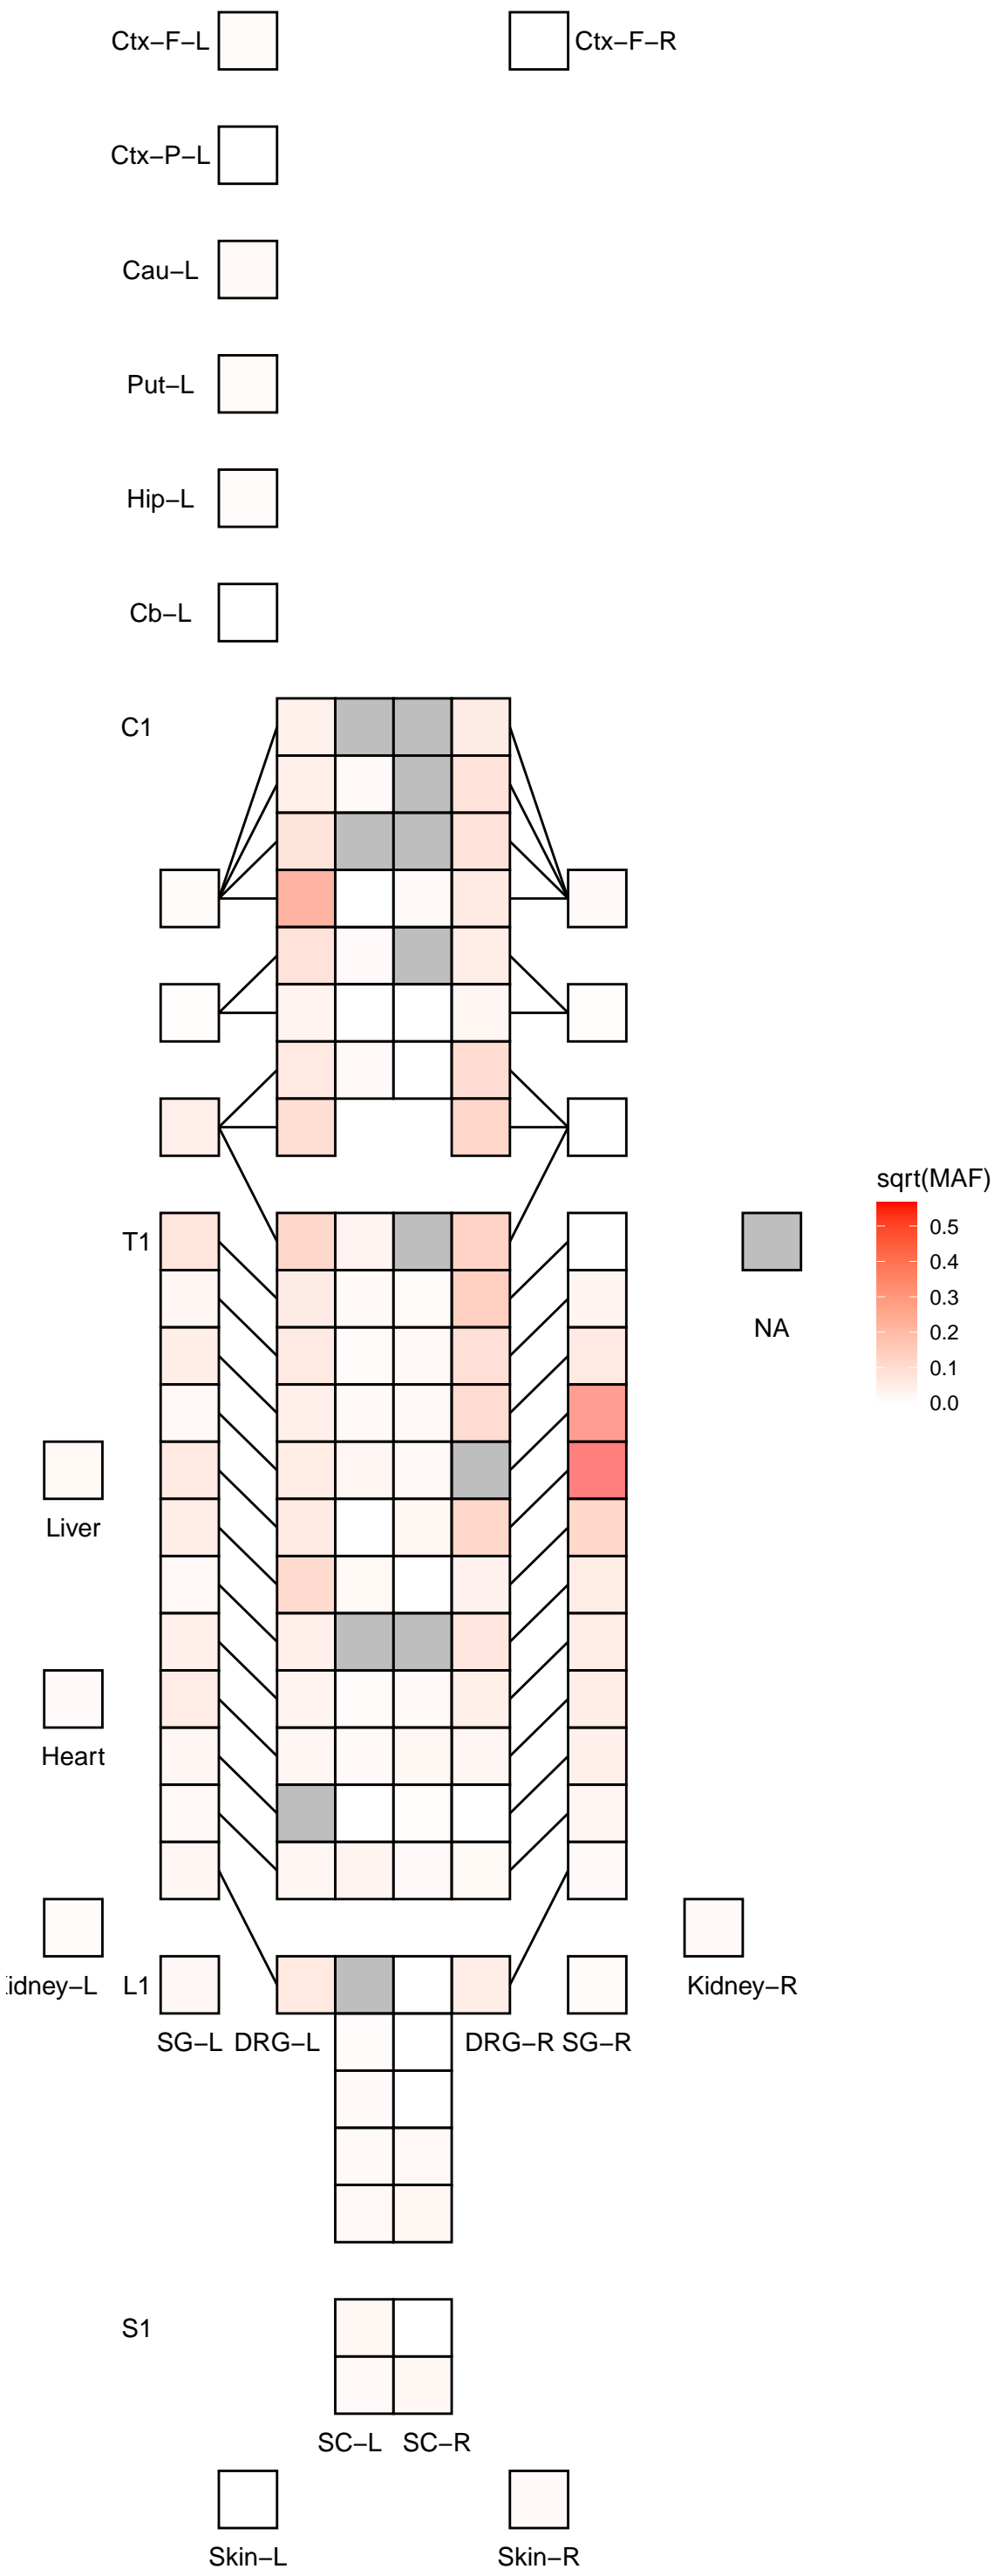 Ctx−F−L
Ctx−F−R
Ctx−P−L
Cau−L
Put−L
Hip−L
Cb−L
C1
T1
sqrt(MAF)
0.5
0.4
0.3
0.2
0.1
0.0
NA
Liver
Heart
idney−L
L1
Kidney−R
SG−L
DRG−L
DRG−R
SG−R
S1
SC−L
SC−R
Skin−L
Skin−R